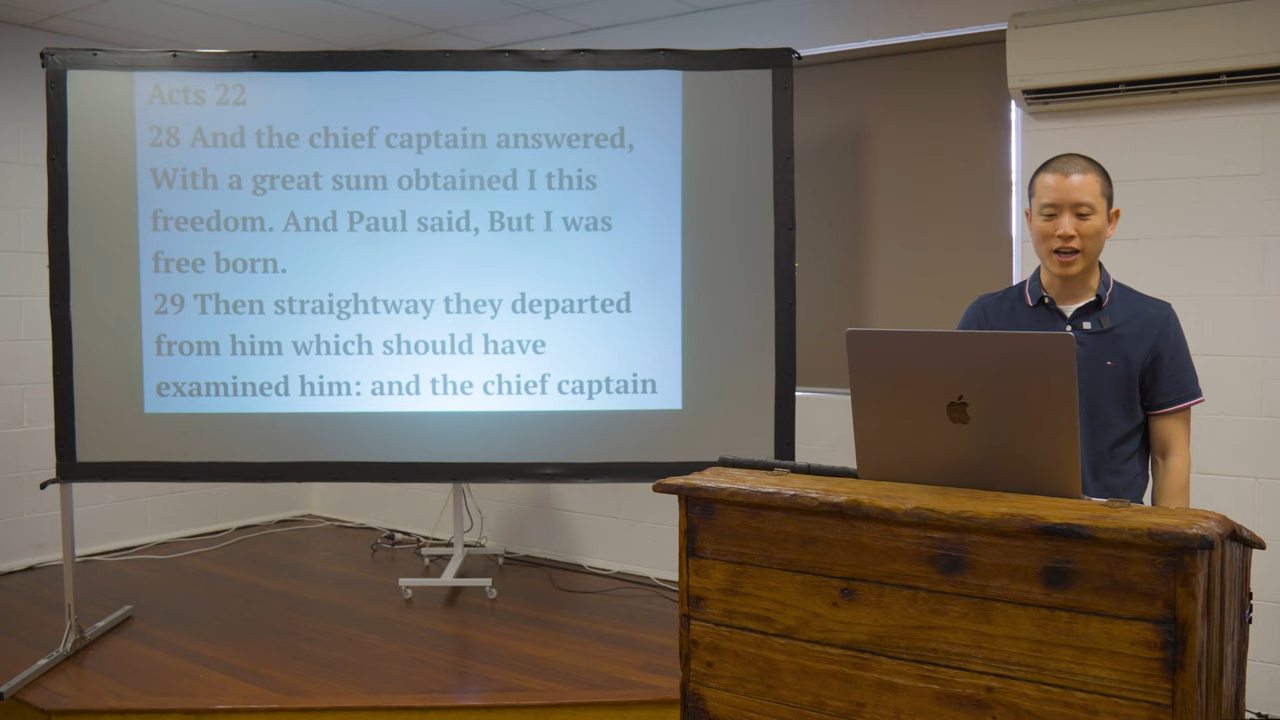 Acts 22
28 And the chief captain answered,
With a great sum obtained I this
freedom. And Paul said, But I was
free born.
29 Then straightway they departed
from him which should have
examined him: and the chief captain